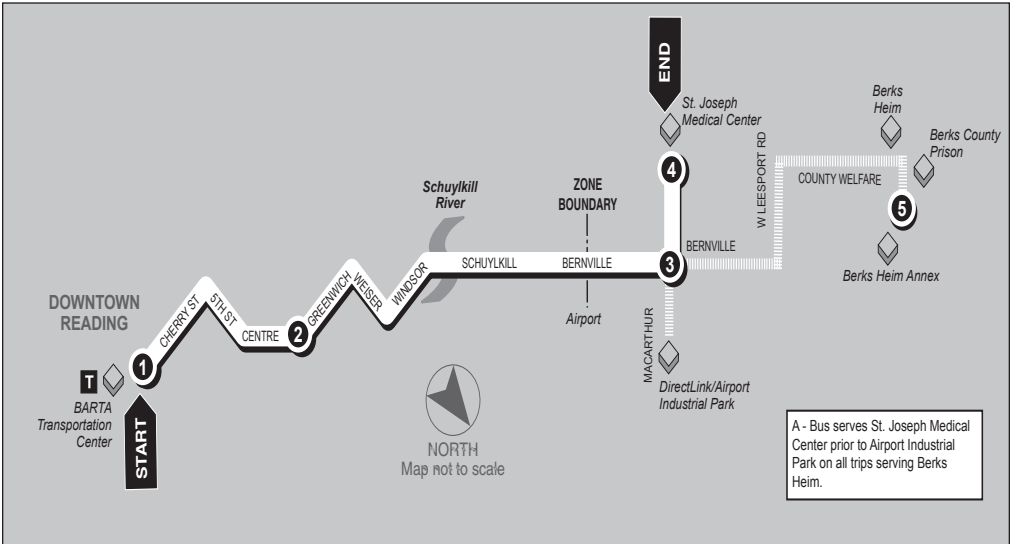 END
St. Joseph
Medical Center
4
Berks
Heim
Berks County
Prison
W LEESPORT RD
COUNTY WELFARE
5
Berks Heim Annex
Schuylkill
River
ZONE
BOUNDARY
BERNVILLE
SCHUYLKILL
BERNVILLE
3
Airport
MACARTHUR
DirectLink/Airport
Industrial Park
DOWNTOWN
READING
CHERRY ST
5TH ST
CENTRE
2
GREENWICH
WEISER
WINDSOR
1
T
BARTA
Transportation
Center
START
NORTH
Map not to scale
A - Bus serves St. Joseph Medical
Center prior to Airport Industrial
Park on all trips serving Berks
Heim.